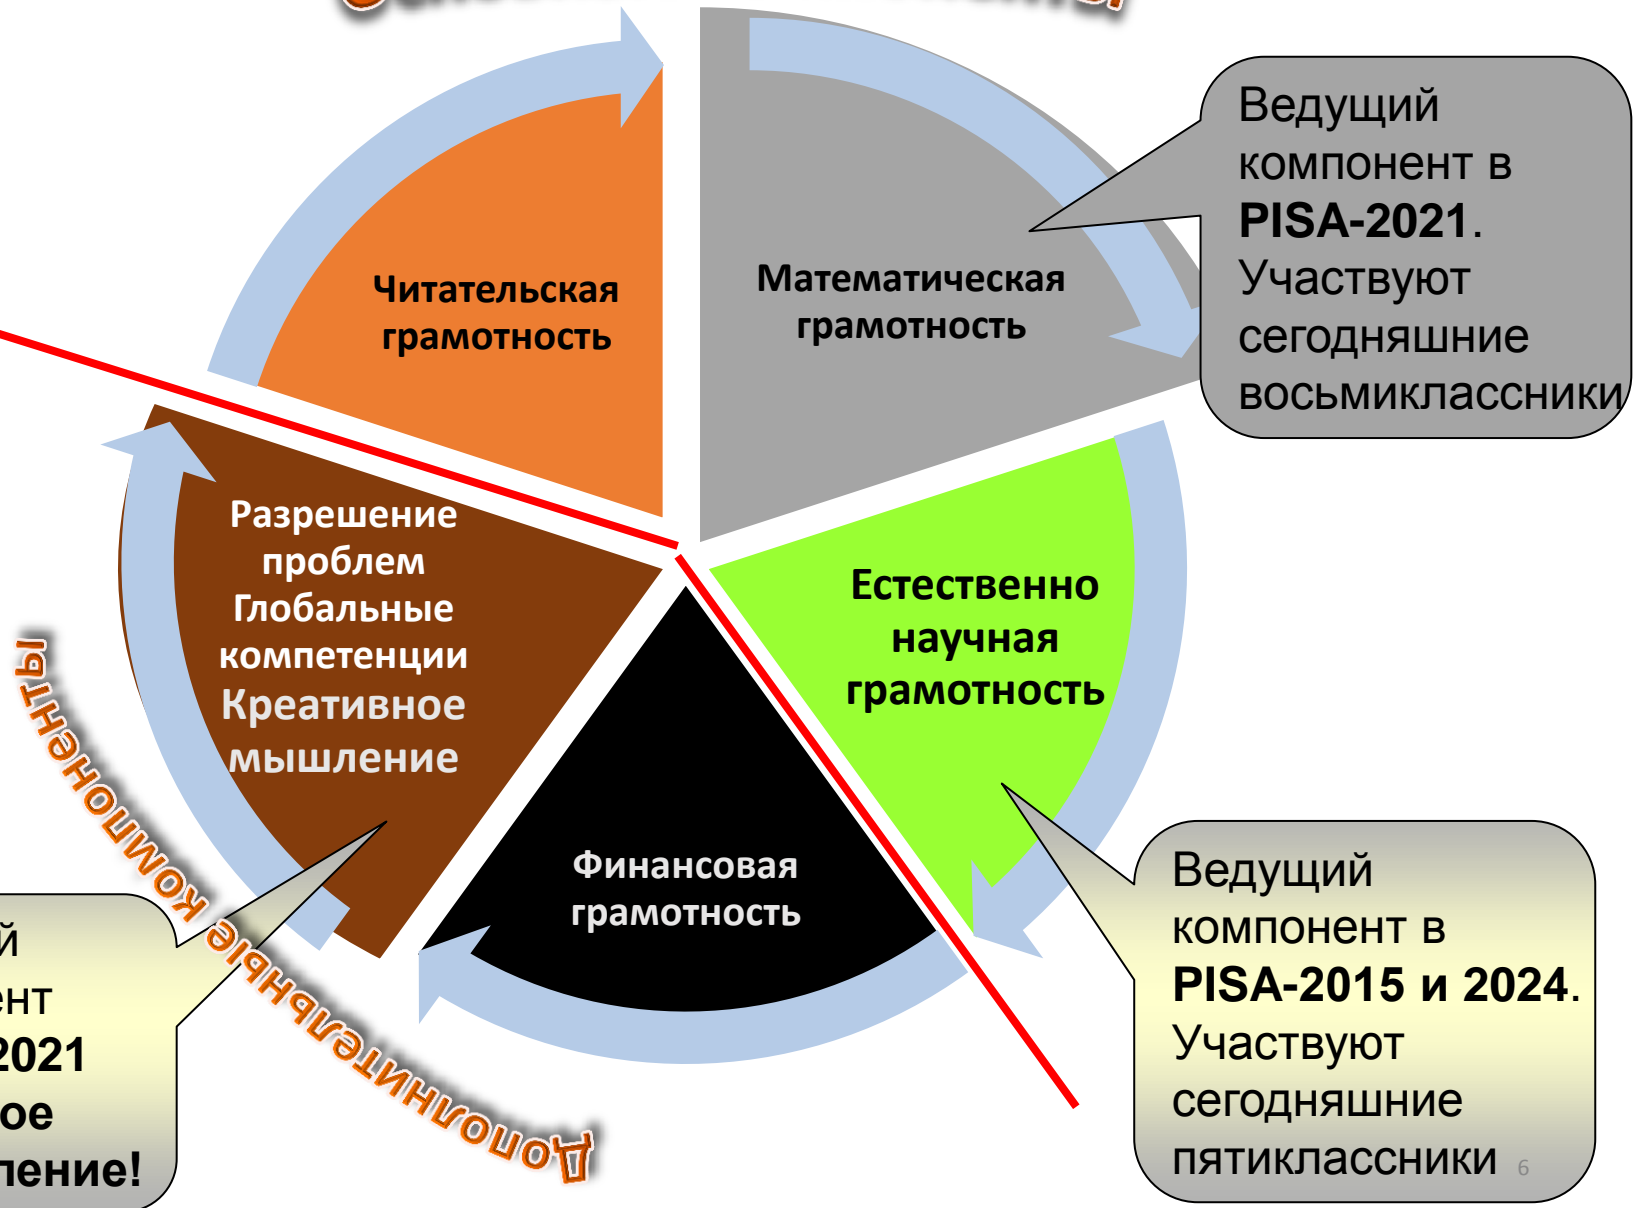 Ведущий
компонент в
PISA-2021.
Участвуют
сегодняшние
восьмиклассники
Читательская
грамотность
Математическая
грамотность
Разрешение
проблем
Глобальные
компетенции
Креативное
мышление
Естественно
научная
грамотность
Финансовая
грамотность
Дополнительные компоненты
Ведущий
компонент в
PISA-2015 и 2024.
Участвуют
сегодняшние
пятиклассники
2021
6